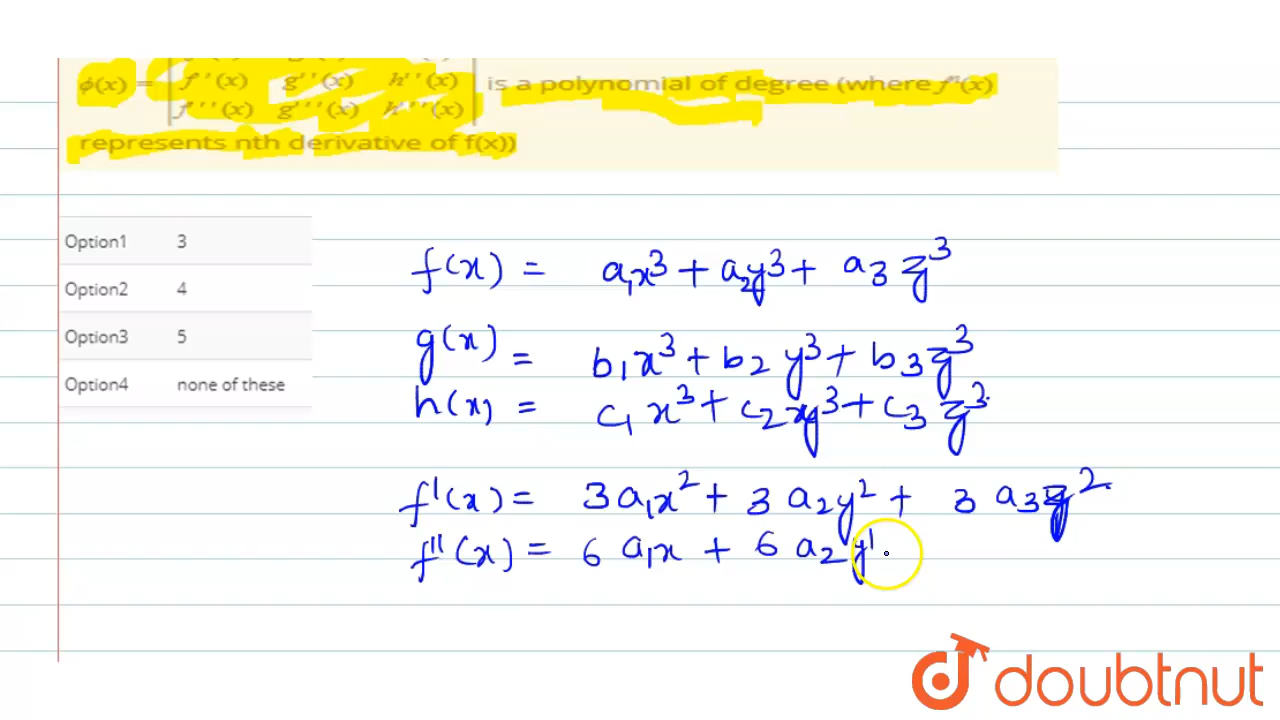 φ(x) = | f''(x) g''(x) h''(x) | is a polynomial of degree (where fⁿ(x)
f'''(x) g'''(x) h'''(x)
represents nth derivative of f(x))
Option1 3
Option2 4
Option3 5
Option4 none of these
f(x) = a₁x³ + a₂y³ + a₃z³
g(x) = b₁x³ + b₂y³ + b₃z³
h(x) = c₁x³ + c₂xy³ + c₃z³
f'(x) = 3a₁x² + 3a₂y² + 3a₃z²
f''(x) = 6a₁x + 6a₂y'
doubtnut